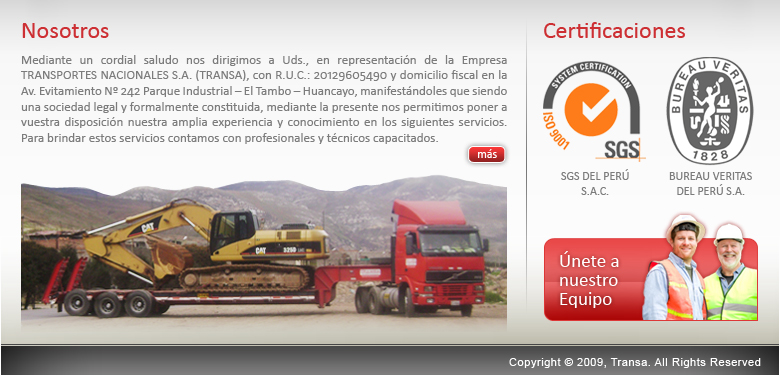 Nosotros
Mediante un cordial saludo nos dirigimos a Uds., en representación de la Empresa
TRANSPORTES NACIONALES S.A. (TRANSA), con R.U.C.: 20129605490 y domicilio fiscal en la
Av. Evitamiento Nº 242 Parque Industrial – El Tambo – Huancayo, manifestándoles que siendo
una sociedad legal y formalmente constituida, mediante la presente nos permitimos poner a
vuestra disposición nuestra amplia experiencia y conocimiento en los siguientes servicios.
Para brindar estos servicios contamos con profesionales y técnicos capacitados.
más
CAT
325D
CAT
Certificaciones
SYSTEM CERTIFICATION
ISO 9001
SGS
BUREAU VERITAS
1828
SGS DEL PERÚ
S.A.C.
BUREAU VERITAS
DEL PERÚ S.A.
Únete a
nuestro
Equipo
Copyright © 2009, Transa. All Rights Reserved